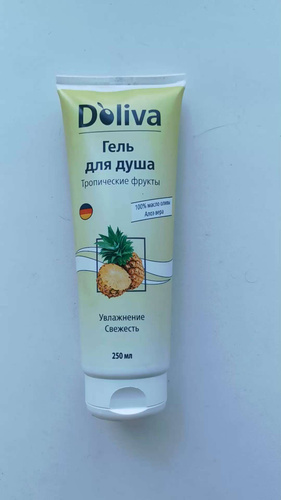 D'oliva
Гель
для душа
Тропические фрукты
100% масло оливы
Алоэ вера
Увлажнение
Свежесть
250 мл